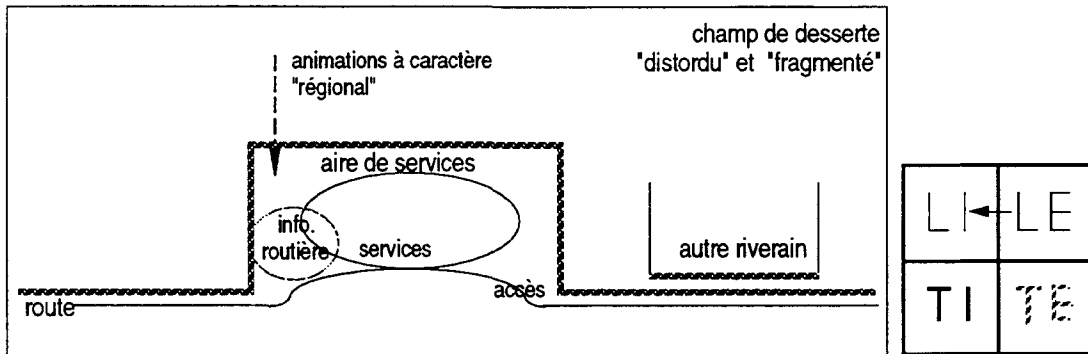 champ de desserte
"distordu" et "fragmenté"
animations à caractère
"régional"
aire de services
info.
routière
services
autre riverain
accès
route
LI LE
TI TE